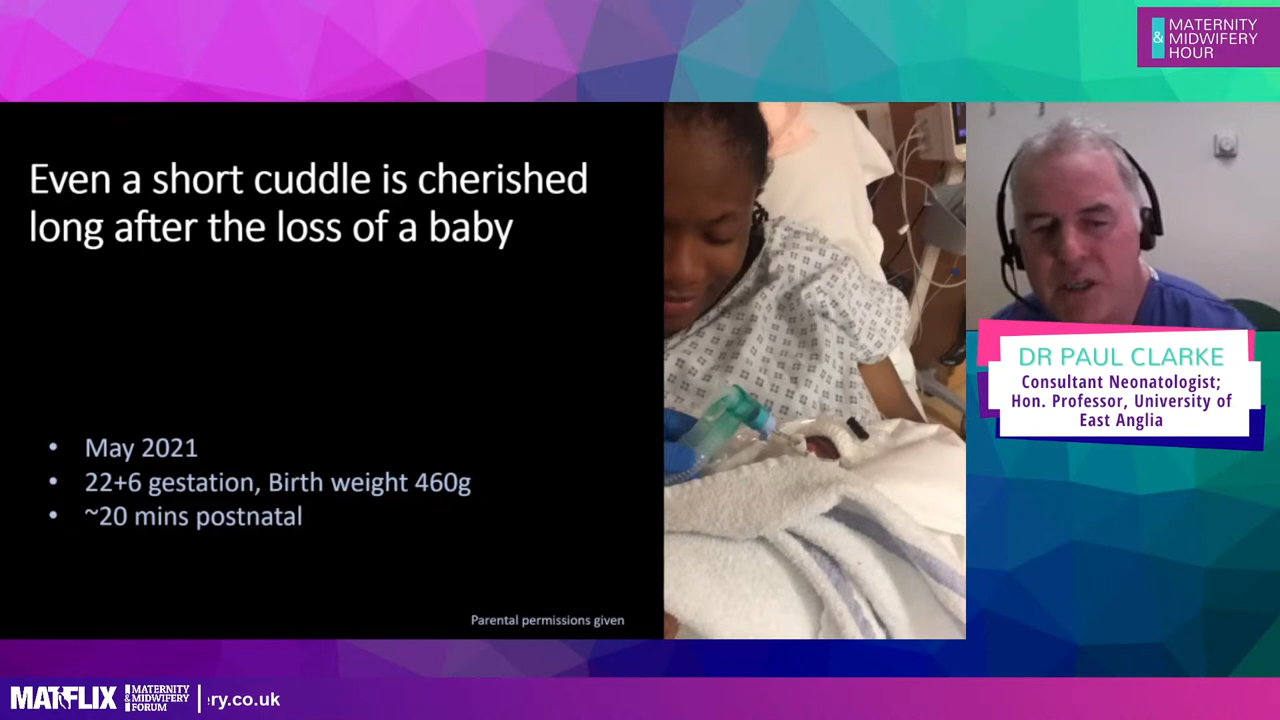 & MATERNITY
MIDWIFERY
HOUR
Even a short cuddle is cherished
long after the loss of a baby
• May 2021
• 22+6 gestation, Birth weight 460g
• ~20 mins postnatal
Parental permissions given
DR PAUL CLARKE
Consultant Neonatologist;
Hon. Professor, University of
East Anglia
MATFLIX
MATERNITY
& MIDWIFERY
FORUM
ry.co.uk